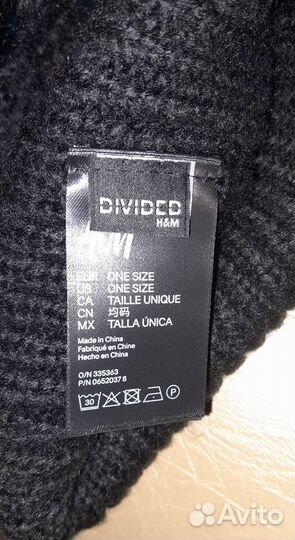 DIVIDED
H&M
H&M
EUR ONE SIZE
US ONE SIZE
CA TAILLE UNIQUE
CN 均码
MX TALLA ÚNICA
Made in China
Fabriqué en Chine
Hecho en China
O/N 335363
P/N 0652037 8
30 P
Avito